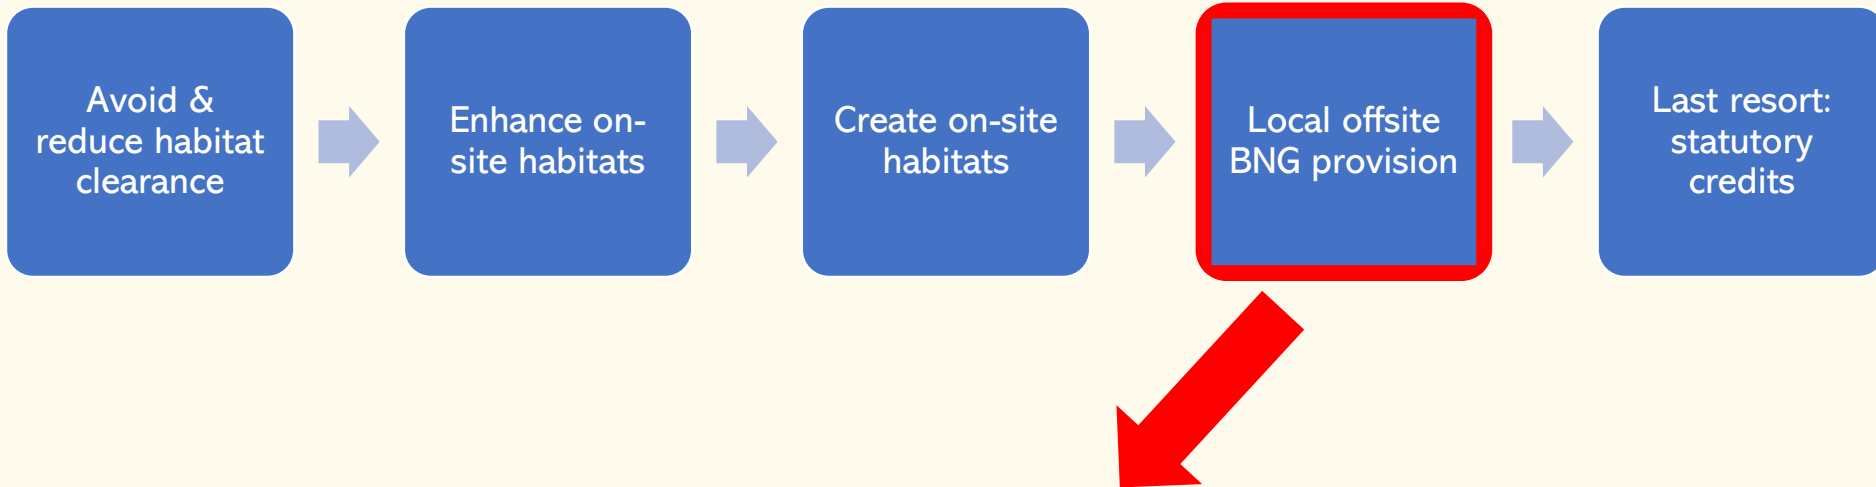 Avoid &
reduce habitat
clearance
Enhance on-
site habitats
Create on-site
habitats
Local offsite
BNG provision
Last resort:
statutory
credits